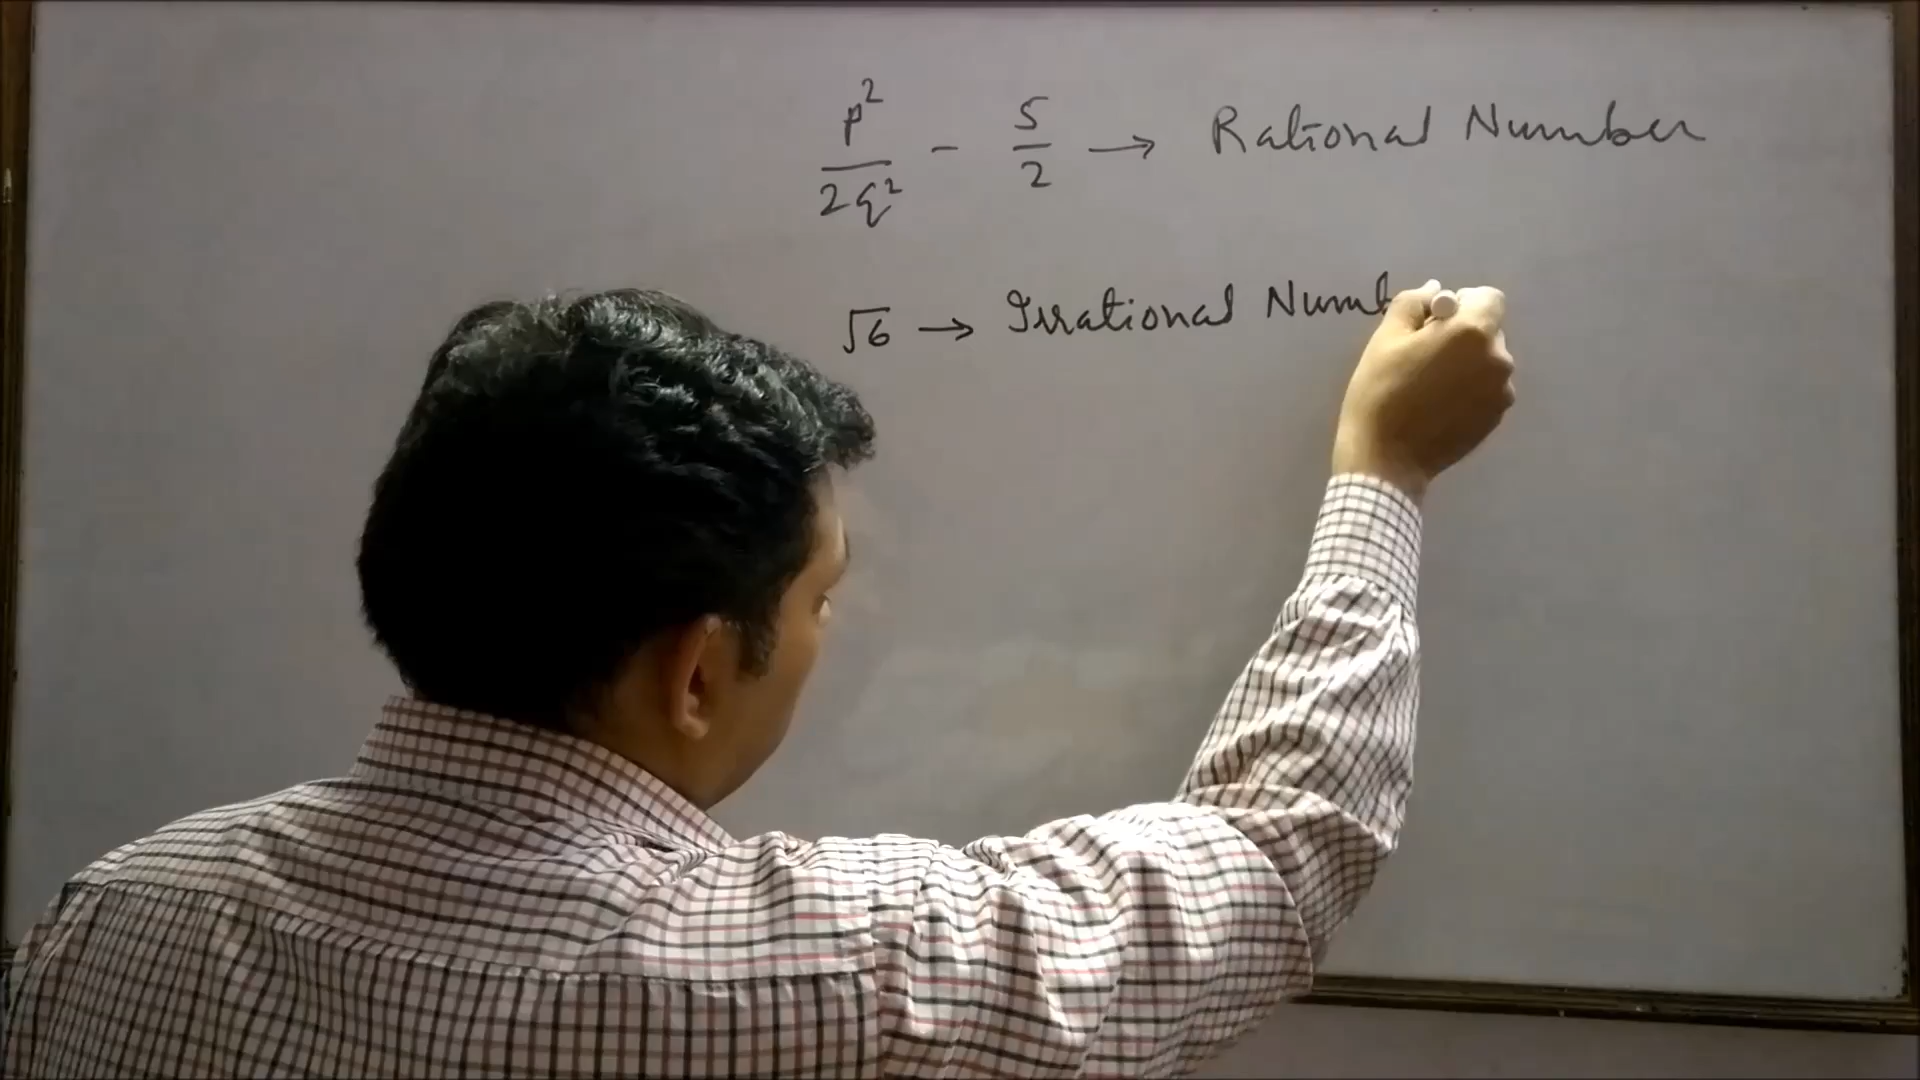 p²/2q² - 5/2 → Rational Number
√6 → Irrational Numb